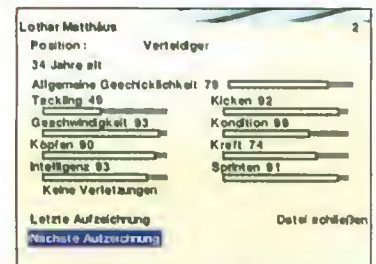 Lothar Matthäus 2
Position: Verteidiger
34 Jahre alt
Allgemeine Geschicklichkeit 79
Tackling 49 Kicken 92
Geschwindigkeit 93 Kondition 99
Köpfen 90 Kraft 74
Intelligenz 93 Sprinten 91
Keine Verletzungen
Letzte Aufzeichnung Datei schließen
Nächste Aufzeichnung